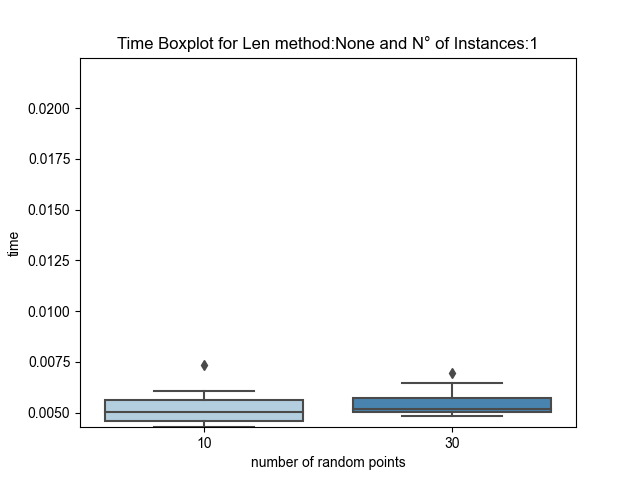 Time Boxplot for Len method:None and N° of Instances:1
0.0200
0.0175
0.0150
0.0125
0.0100
0.0075
0.0050
time
10 30
number of random points